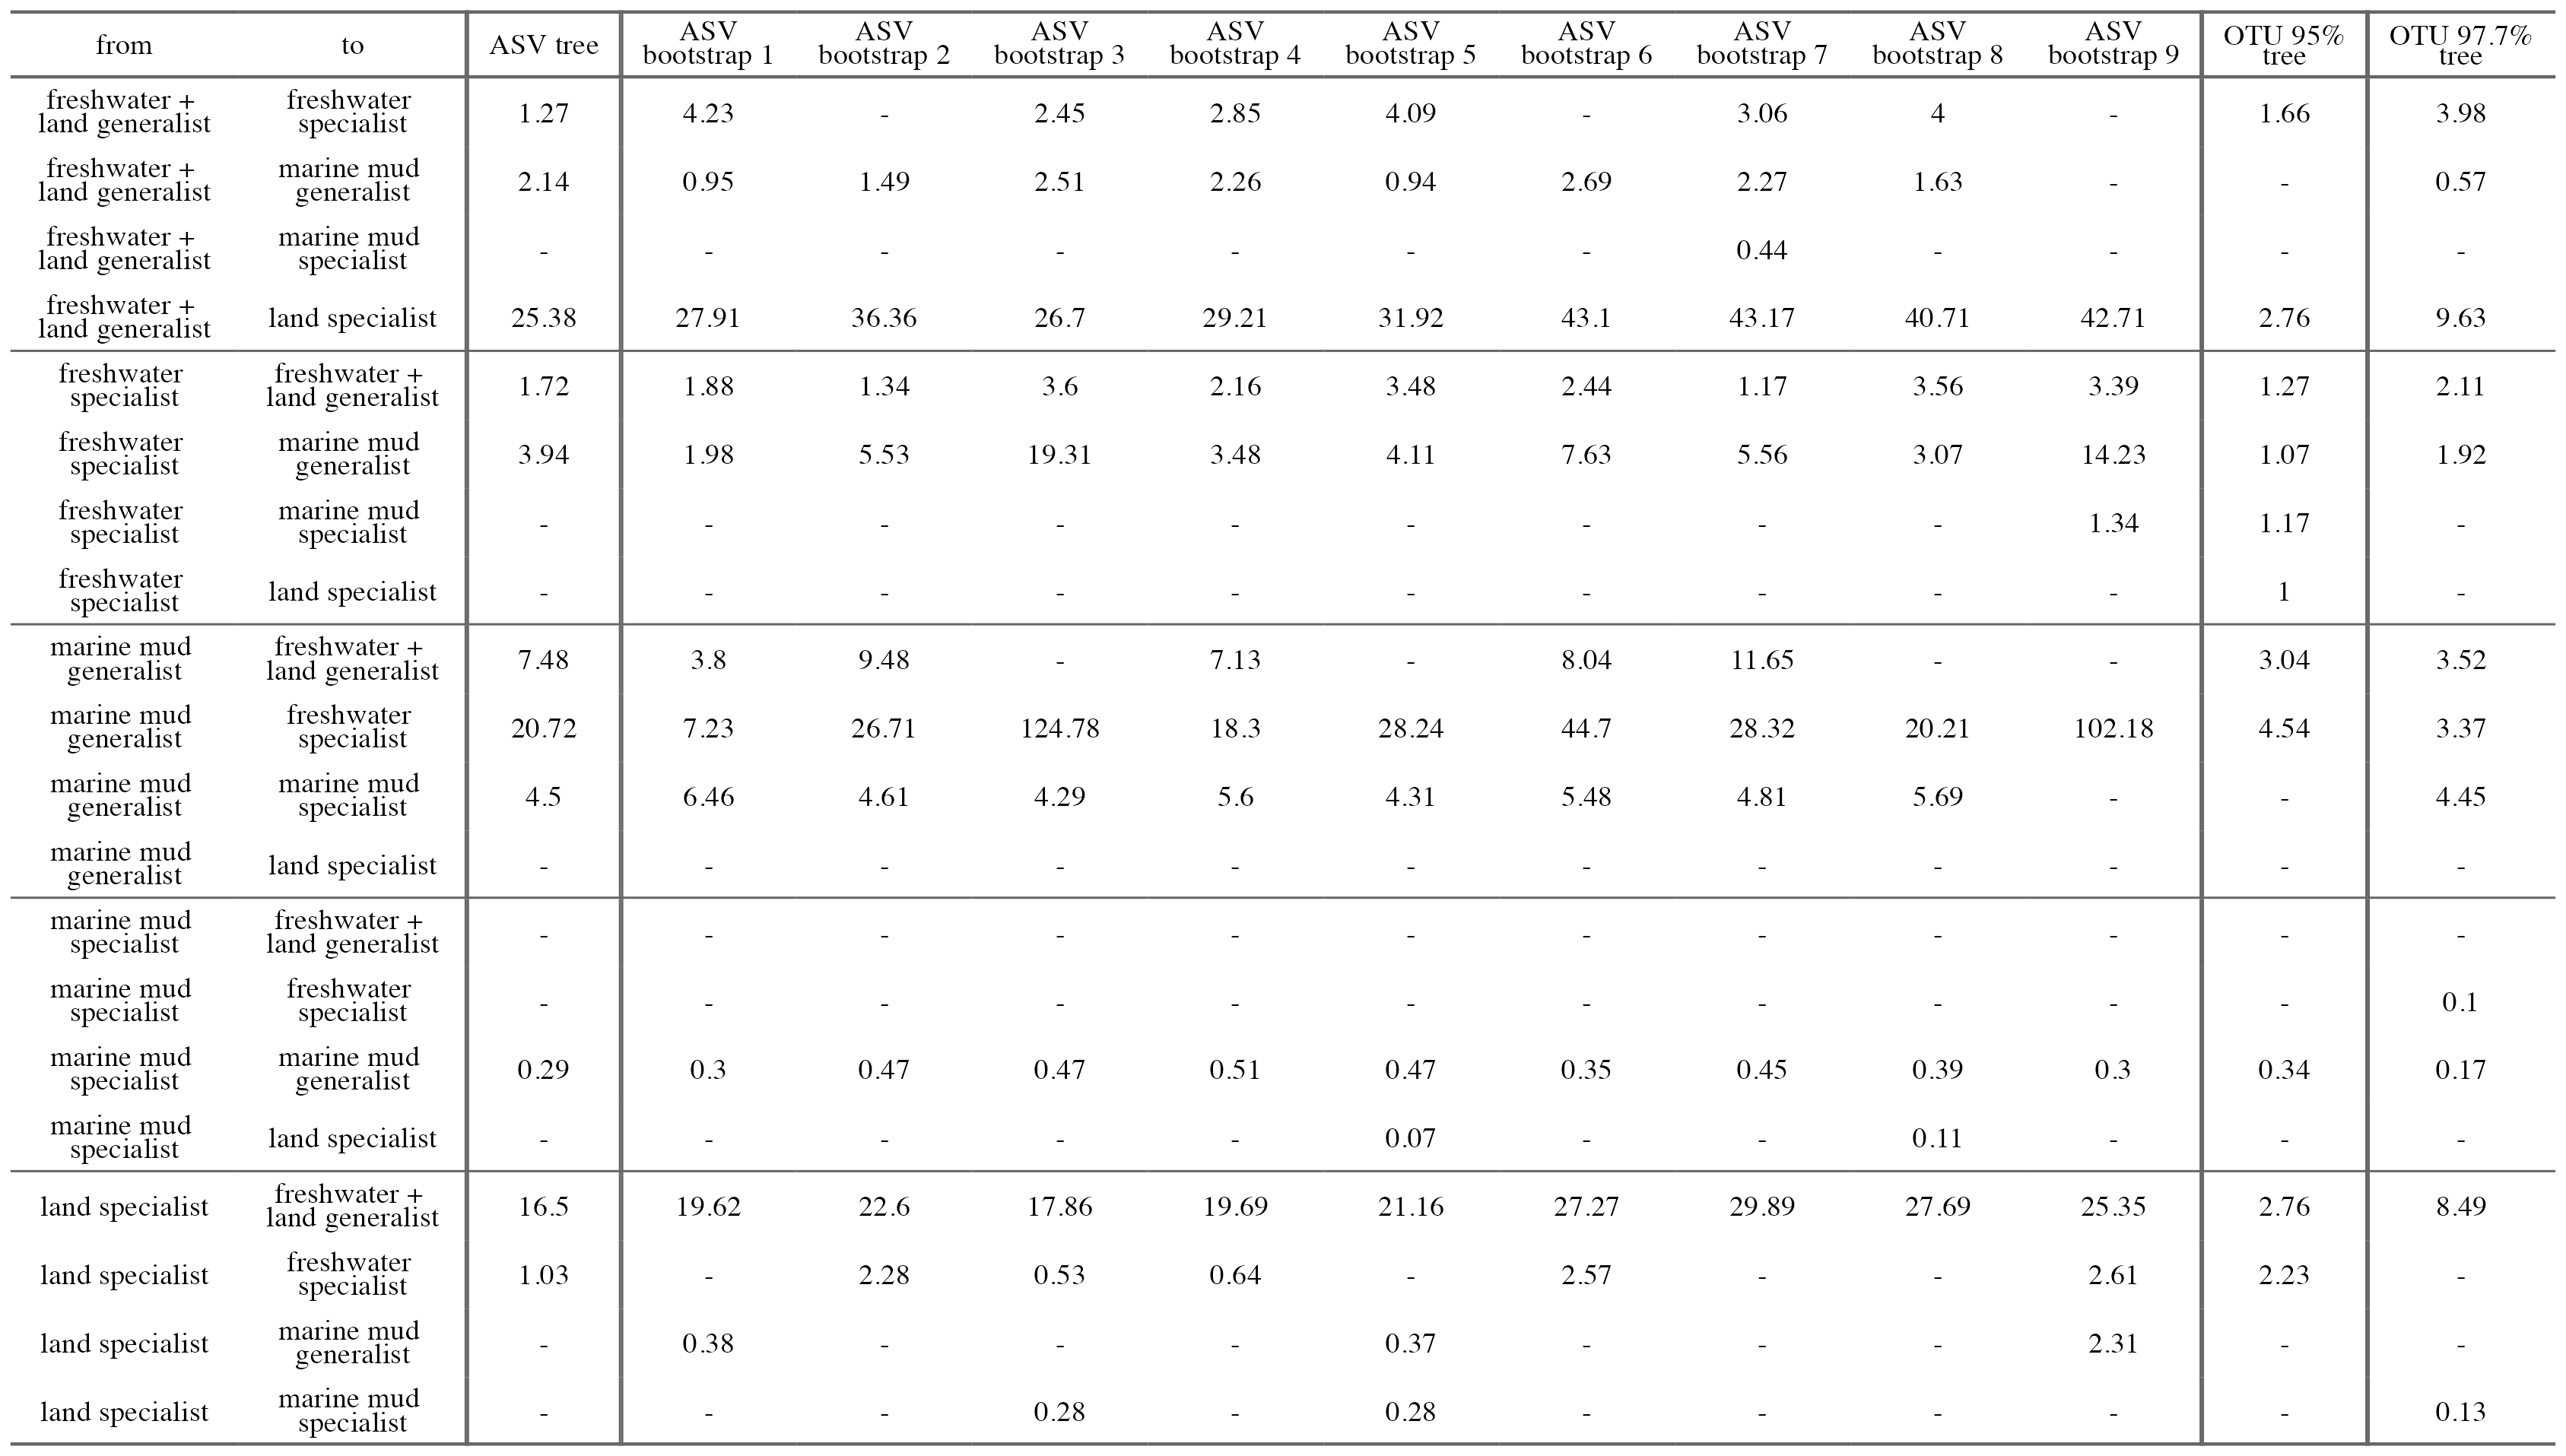 from to ASV tree ASV bootstrap 1 ASV bootstrap 2 ASV bootstrap 3 ASV bootstrap 4 ASV bootstrap 5 ASV bootstrap 6 ASV bootstrap 7 ASV bootstrap 8 ASV bootstrap 9 OTU 95% tree OTU 97.7% tree
freshwater + land generalist freshwater specialist 1.27 4.23 - 2.45 2.85 4.09 - 3.06 4 - 1.66 3.98
freshwater + land generalist marine mud generalist 2.14 0.95 1.49 2.51 2.26 0.94 2.69 2.27 1.63 - - 0.57
freshwater + land generalist marine mud specialist - - - - - - - 0.44 - - - -
freshwater + land generalist land specialist 25.38 27.91 36.36 26.7 29.21 31.92 43.1 43.17 40.71 42.71 2.76 9.63
freshwater specialist freshwater + land generalist 1.72 1.88 1.34 3.6 2.16 3.48 2.44 1.17 3.56 3.39 1.27 2.11
freshwater specialist marine mud generalist 3.94 1.98 5.53 19.31 3.48 4.11 7.63 5.56 3.07 14.23 1.07 1.92
freshwater specialist marine mud specialist - - - - - - - - - 1.34 1.17 -
freshwater specialist land specialist - - - - - - - - - - 1 -
marine mud generalist freshwater + land generalist 7.48 3.8 9.48 - 7.13 - 8.04 11.65 - - 3.04 3.52
marine mud generalist freshwater specialist 20.72 7.23 26.71 124.78 18.3 28.24 44.7 28.32 20.21 102.18 4.54 3.37
marine mud generalist marine mud specialist 4.5 6.46 4.61 4.29 5.6 4.31 5.48 4.81 5.69 - - 4.45
marine mud generalist land specialist - - - - - - - - - - - -
marine mud specialist freshwater + land generalist - - - - - - - - - - - -
marine mud specialist freshwater specialist - - - - - - - - - - - 0.1
marine mud specialist marine mud generalist 0.29 0.3 0.47 0.47 0.51 0.47 0.35 0.45 0.39 0.3 0.34 0.17
marine mud specialist land specialist - - - - - 0.07 - - 0.11 - - -
land specialist freshwater + land generalist 16.5 19.62 22.6 17.86 19.69 21.16 27.27 29.89 27.69 25.35 2.76 8.49
land specialist freshwater specialist 1.03 - 2.28 0.53 0.64 - 2.57 - - 2.61 2.23 -
land specialist marine mud generalist - 0.38 - - - 0.37 - - - 2.31 - -
land specialist marine mud specialist - - - 0.28 - 0.28 - - - - - 0.13